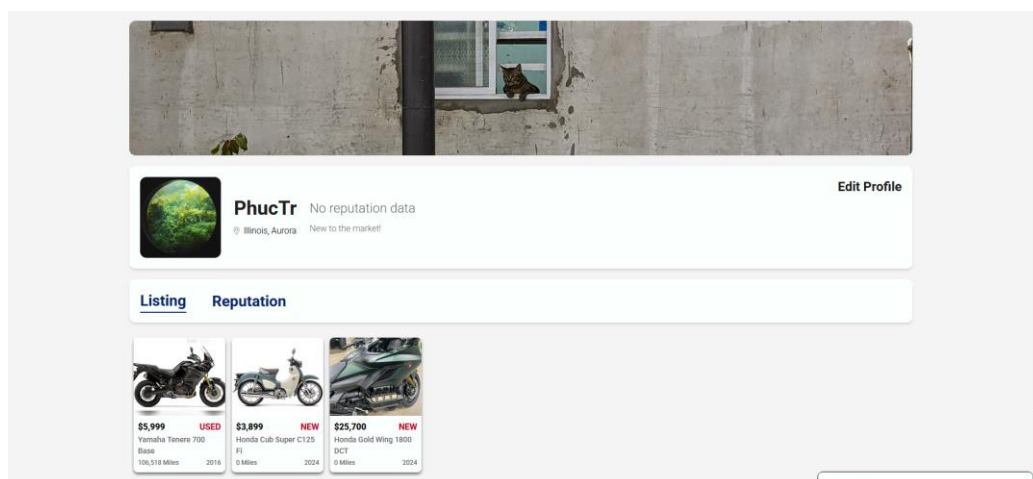 Edit Profile
PhucTr No reputation data
Illinois, Aurora New to the market!
Listing Reputation
$5,999 USED
Yamaha Tenere 700
Base
106,518 Miles 2016
$3,899 NEW
Honda Cub Super C125
Fi
0 Miles 2024
$25,700 NEW
Honda Gold Wing 1800
DCT
0 Miles 2024